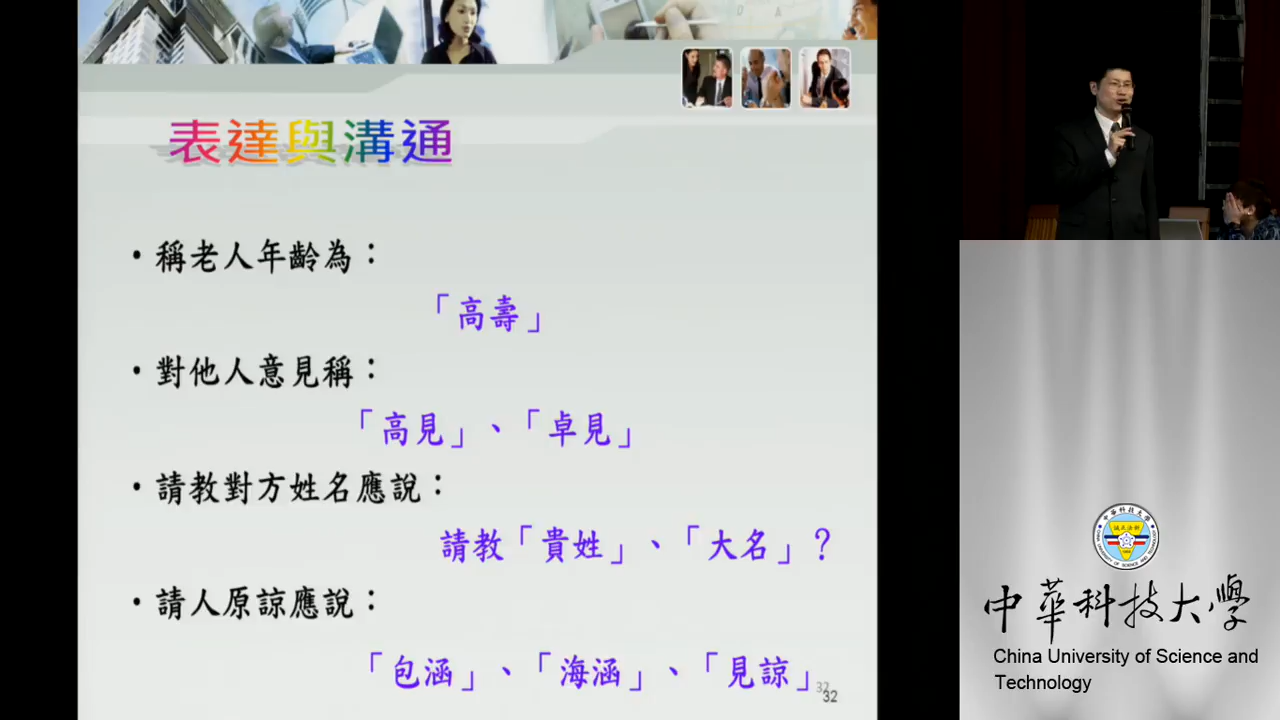 表達與溝通
•稱老人年齡為：
「高壽」
•對他人意見稱：
「高見」、「卓見」
•請教對方姓名應說：
請教「貴姓」、「大名」？
•請人原諒應說：
「包涵」、「海涵」、「見諒」
32
32
中華科技大學
China University of Science and
Technology